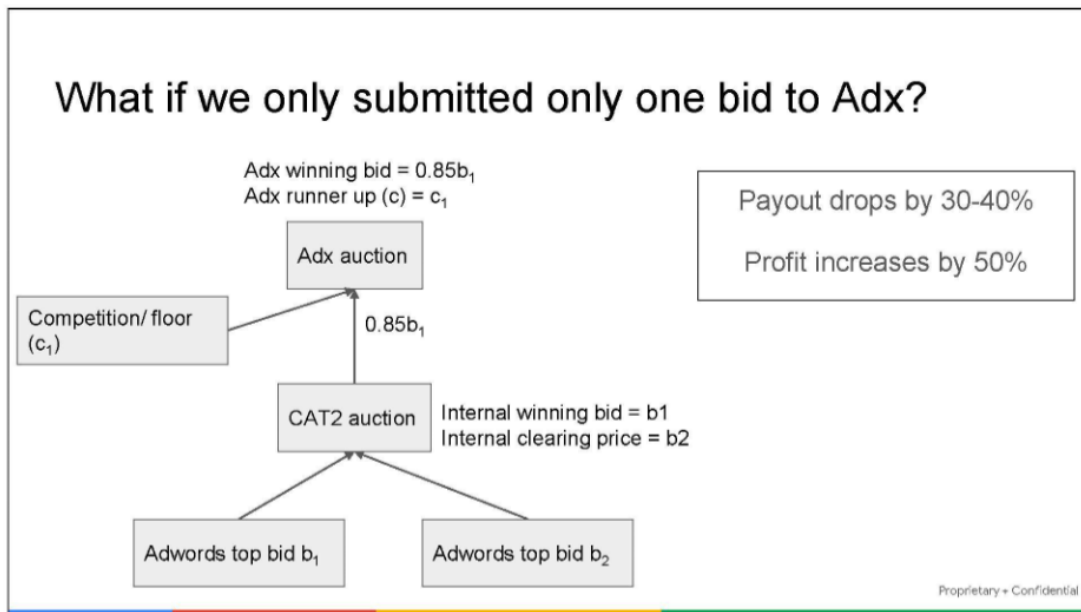 What if we only submitted only one bid to Adx?
Adx winning bid = 0.85b₁
Adx runner up (c) = c₁
Payout drops by 30-40%
Profit increases by 50%
Adx auction
Competition/ floor
(c₁)
0.85b₁
CAT2 auction
Internal winning bid = b1
Internal clearing price = b2
Adwords top bid b₁
Adwords top bid b₂
Proprietary + Confidential